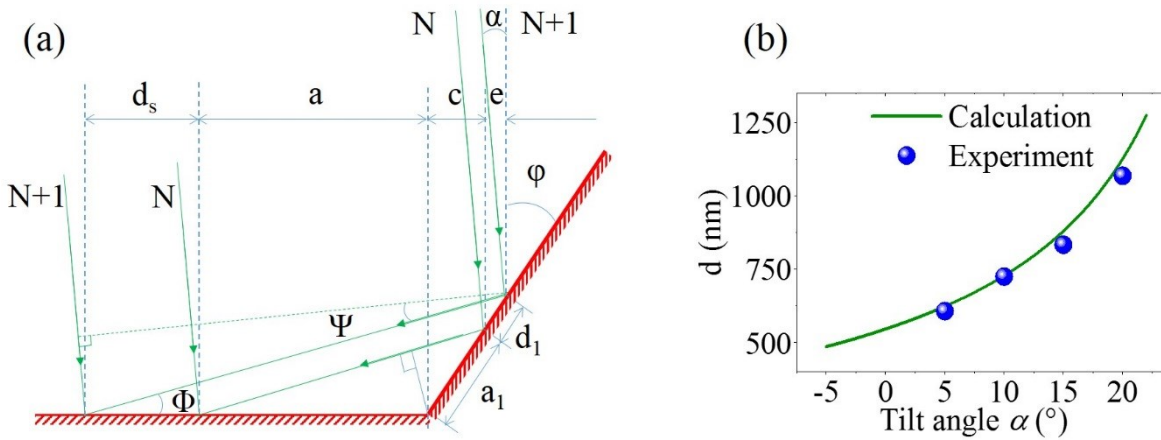 (a)
N
α
N+1
d_s
a
c
e
N+1
N
φ
Ψ
Φ
d_1
a_1
(b)
1250
1000
750
500
d (nm)
Calculation
Experiment
-5 0 5 10 15 20
Tilt angle α (°)